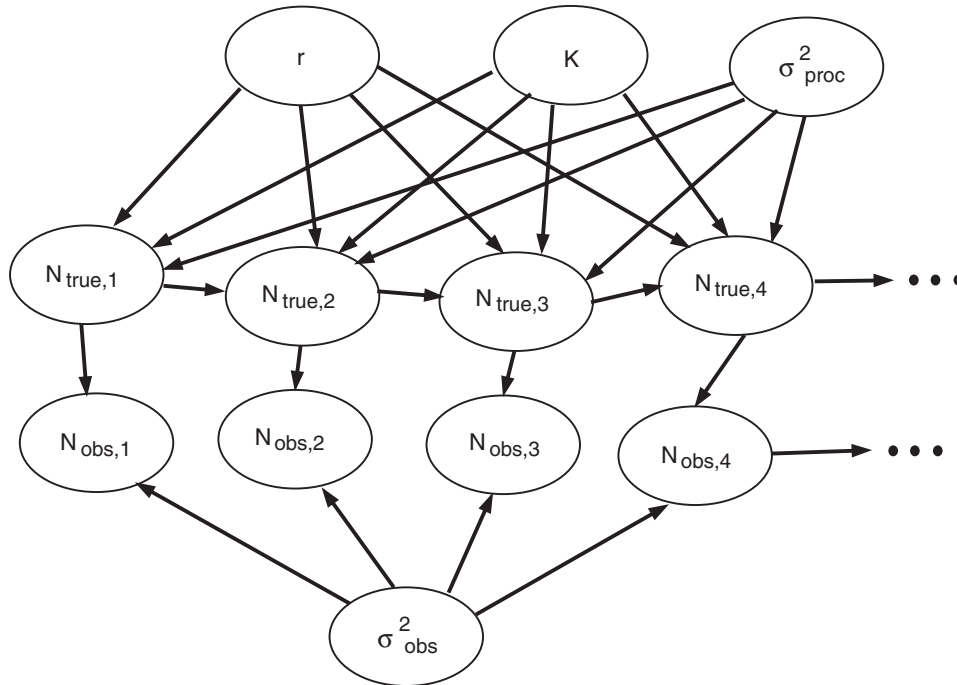 r
K
σ²proc
Ntrue,1
Ntrue,2
Ntrue,3
Ntrue,4
• • •
Nobs,1
Nobs,2
Nobs,3
Nobs,4
• • •
σ²obs